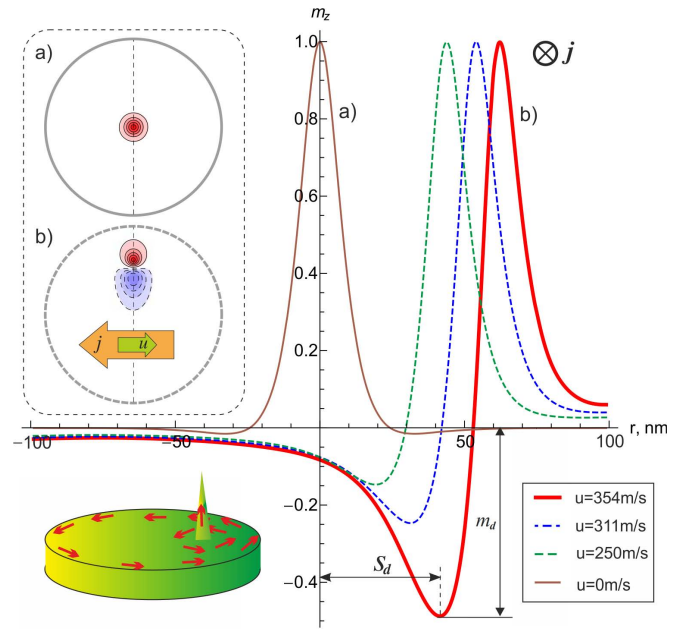 m_z
a)
1.0
⊗ j
0.8
a)
b)
0.6
b)
0.4
j
u
0.2
−100
−50
50
100
r, nm
−0.2
m_d
−0.4
S_d
u=354m/s
u=311m/s
u=250m/s
u=0m/s